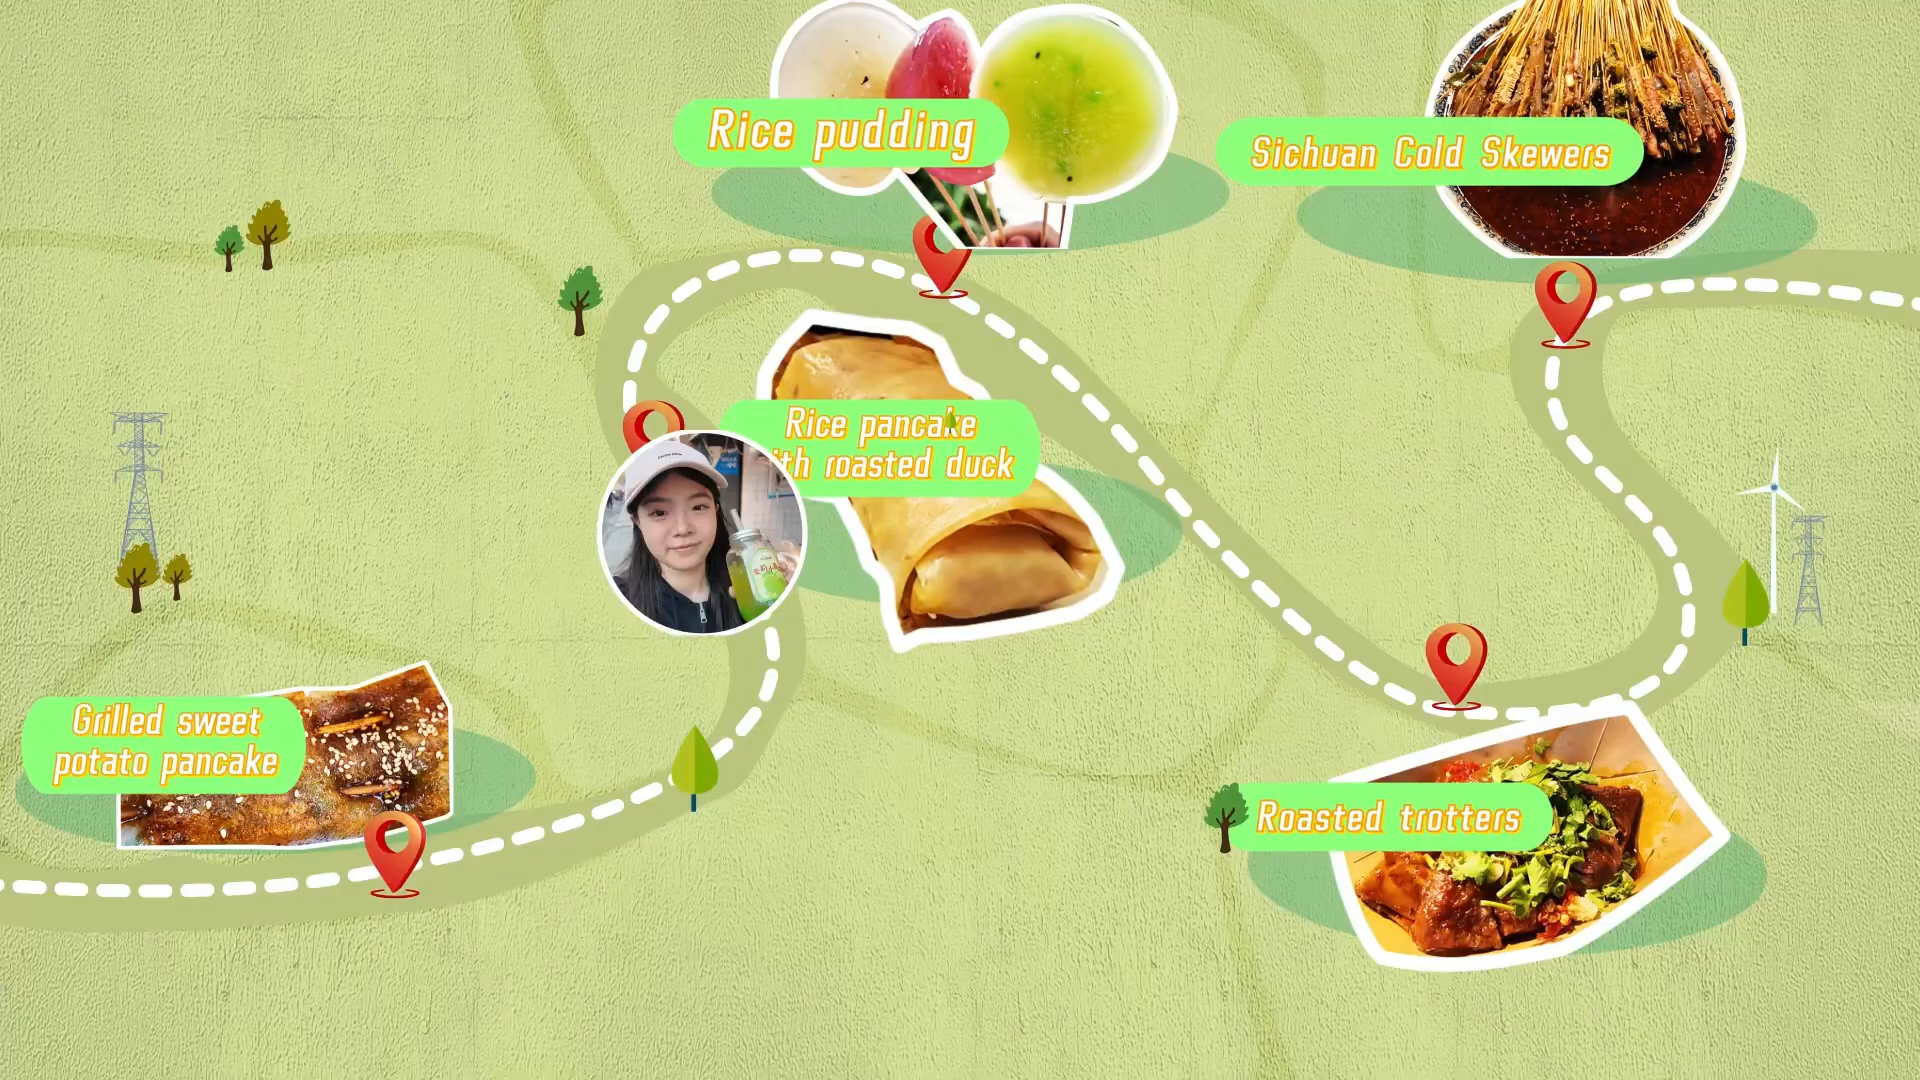 Rice pudding
Sichuan Cold Skewers
Rice pancake
ith roasted duck
Grilled sweet
potato pancake
Roasted trotters